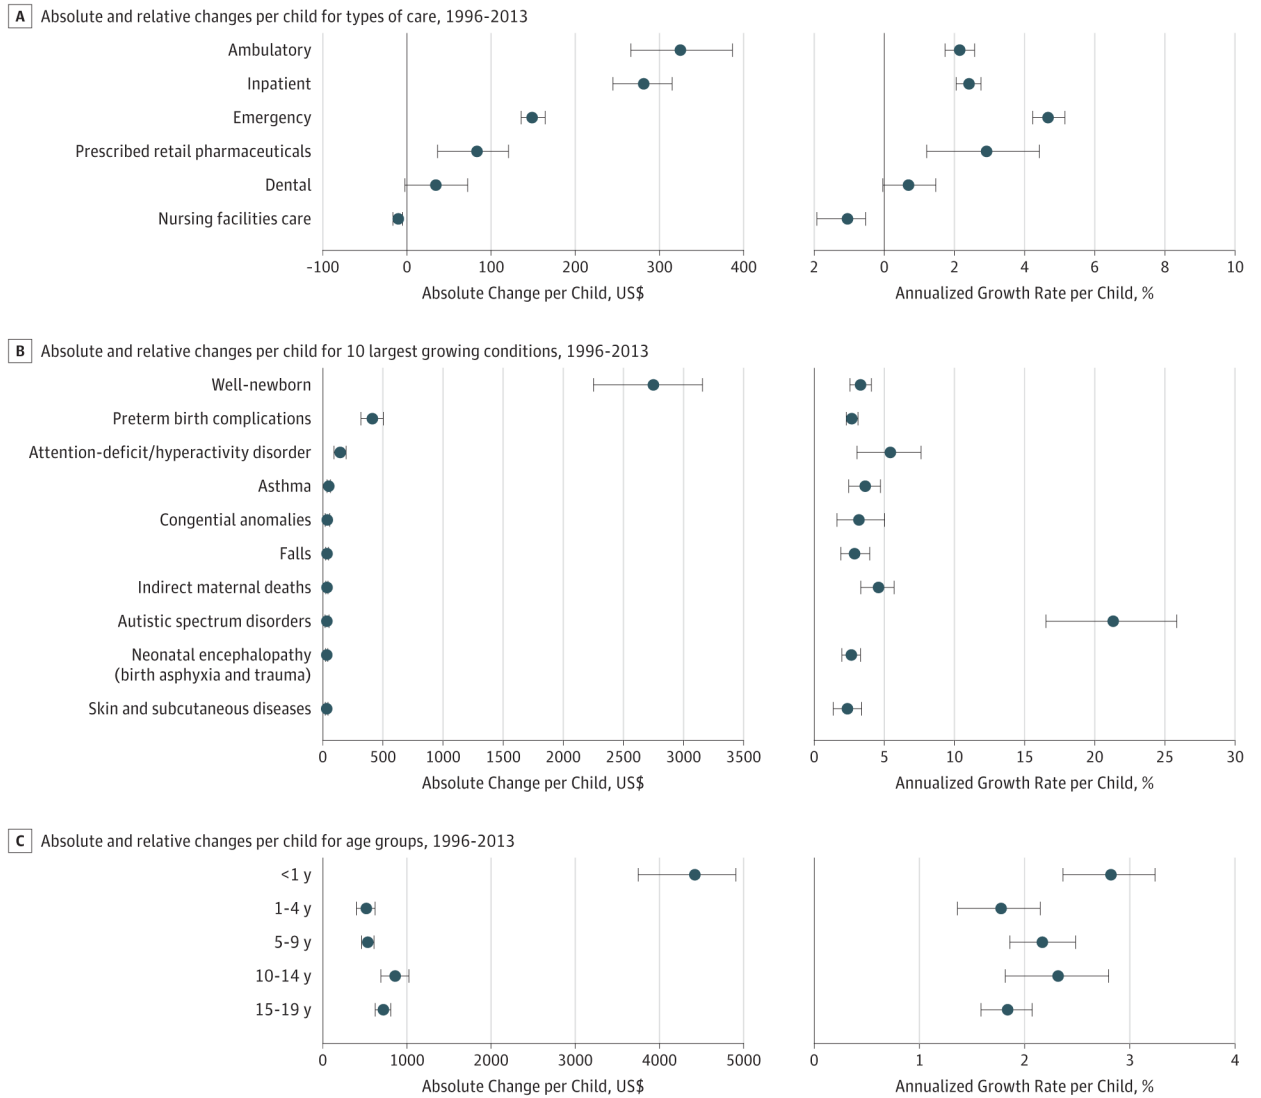 A Absolute and relative changes per child for types of care, 1996-2013
Ambulatory
Inpatient
Emergency
Prescribed retail pharmaceuticals
Dental
Nursing facilities care
-100 0 100 200 300 400
Absolute Change per Child, US$
2 0 2 4 6 8 10
Annualized Growth Rate per Child, %
B Absolute and relative changes per child for 10 largest growing conditions, 1996-2013
Well-newborn
Preterm birth complications
Attention-deficit/hyperactivity disorder
Asthma
Congential anomalies
Falls
Indirect maternal deaths
Autistic spectrum disorders
Neonatal encephalopathy
(birth asphyxia and trauma)
Skin and subcutaneous diseases
0 500 1000 1500 2000 2500 3000 3500
Absolute Change per Child, US$
0 5 10 15 20 25 30
Annualized Growth Rate per Child, %
C Absolute and relative changes per child for age groups, 1996-2013
<1 y
1-4 y
5-9 y
10-14 y
15-19 y
0 1000 2000 3000 4000 5000
Absolute Change per Child, US$
0 1 2 3 4
Annualized Growth Rate per Child, %